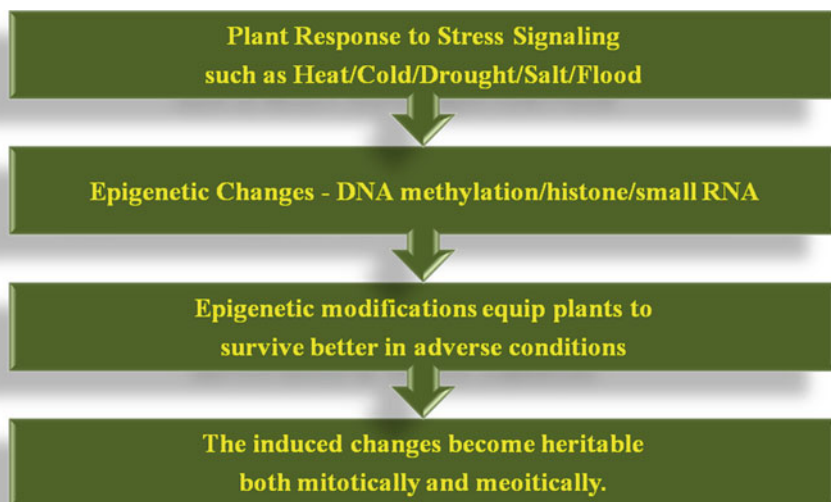 Plant Response to Stress Signaling
such as Heat/Cold/Drought/Salt/Flood
Epigenetic Changes - DNA methylation/histone/small RNA
Epigenetic modifications equip plants to
survive better in adverse conditions
The induced changes become heritable
both mitotically and meoitically.